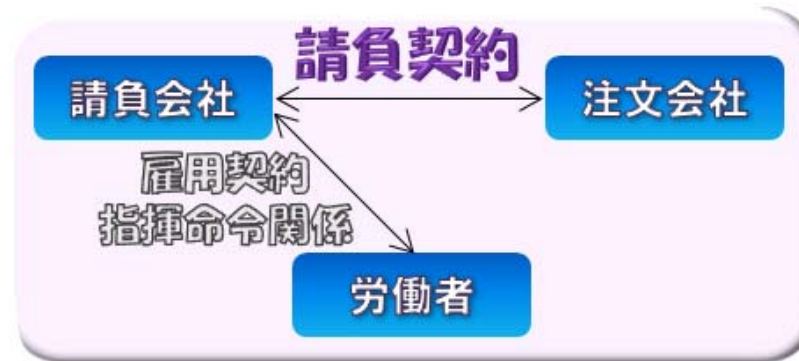 請負契約
請負会社
注文会社
雇用契約
指揮命令関係
労働者